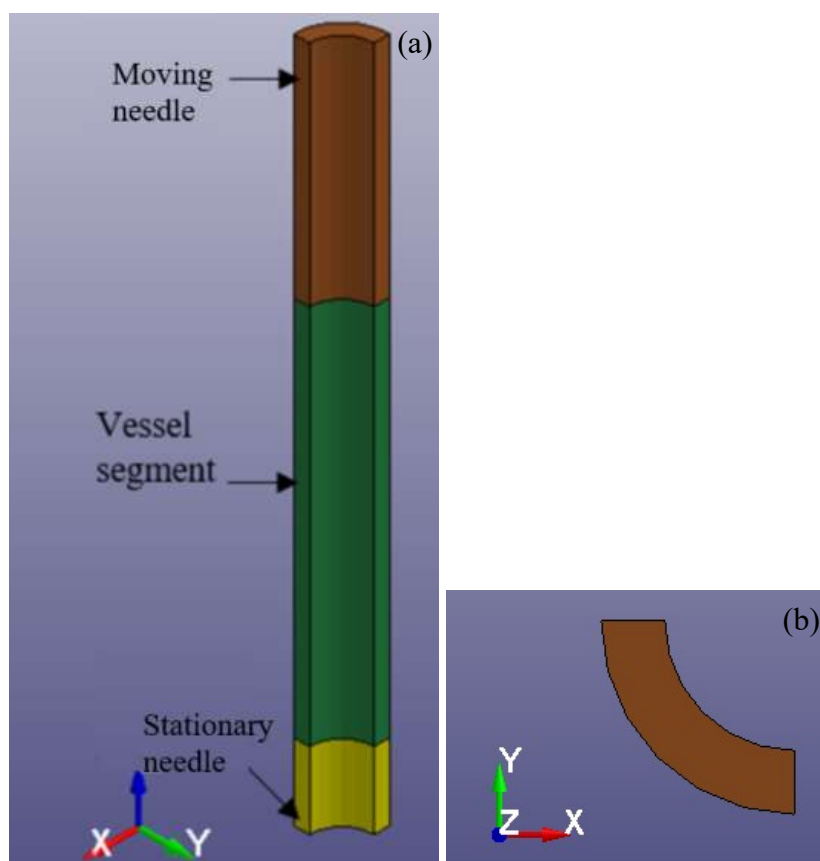 (a)
Moving
needle
Vessel
segment
Stationary
needle
X
Y
(b)
Y
Z
X